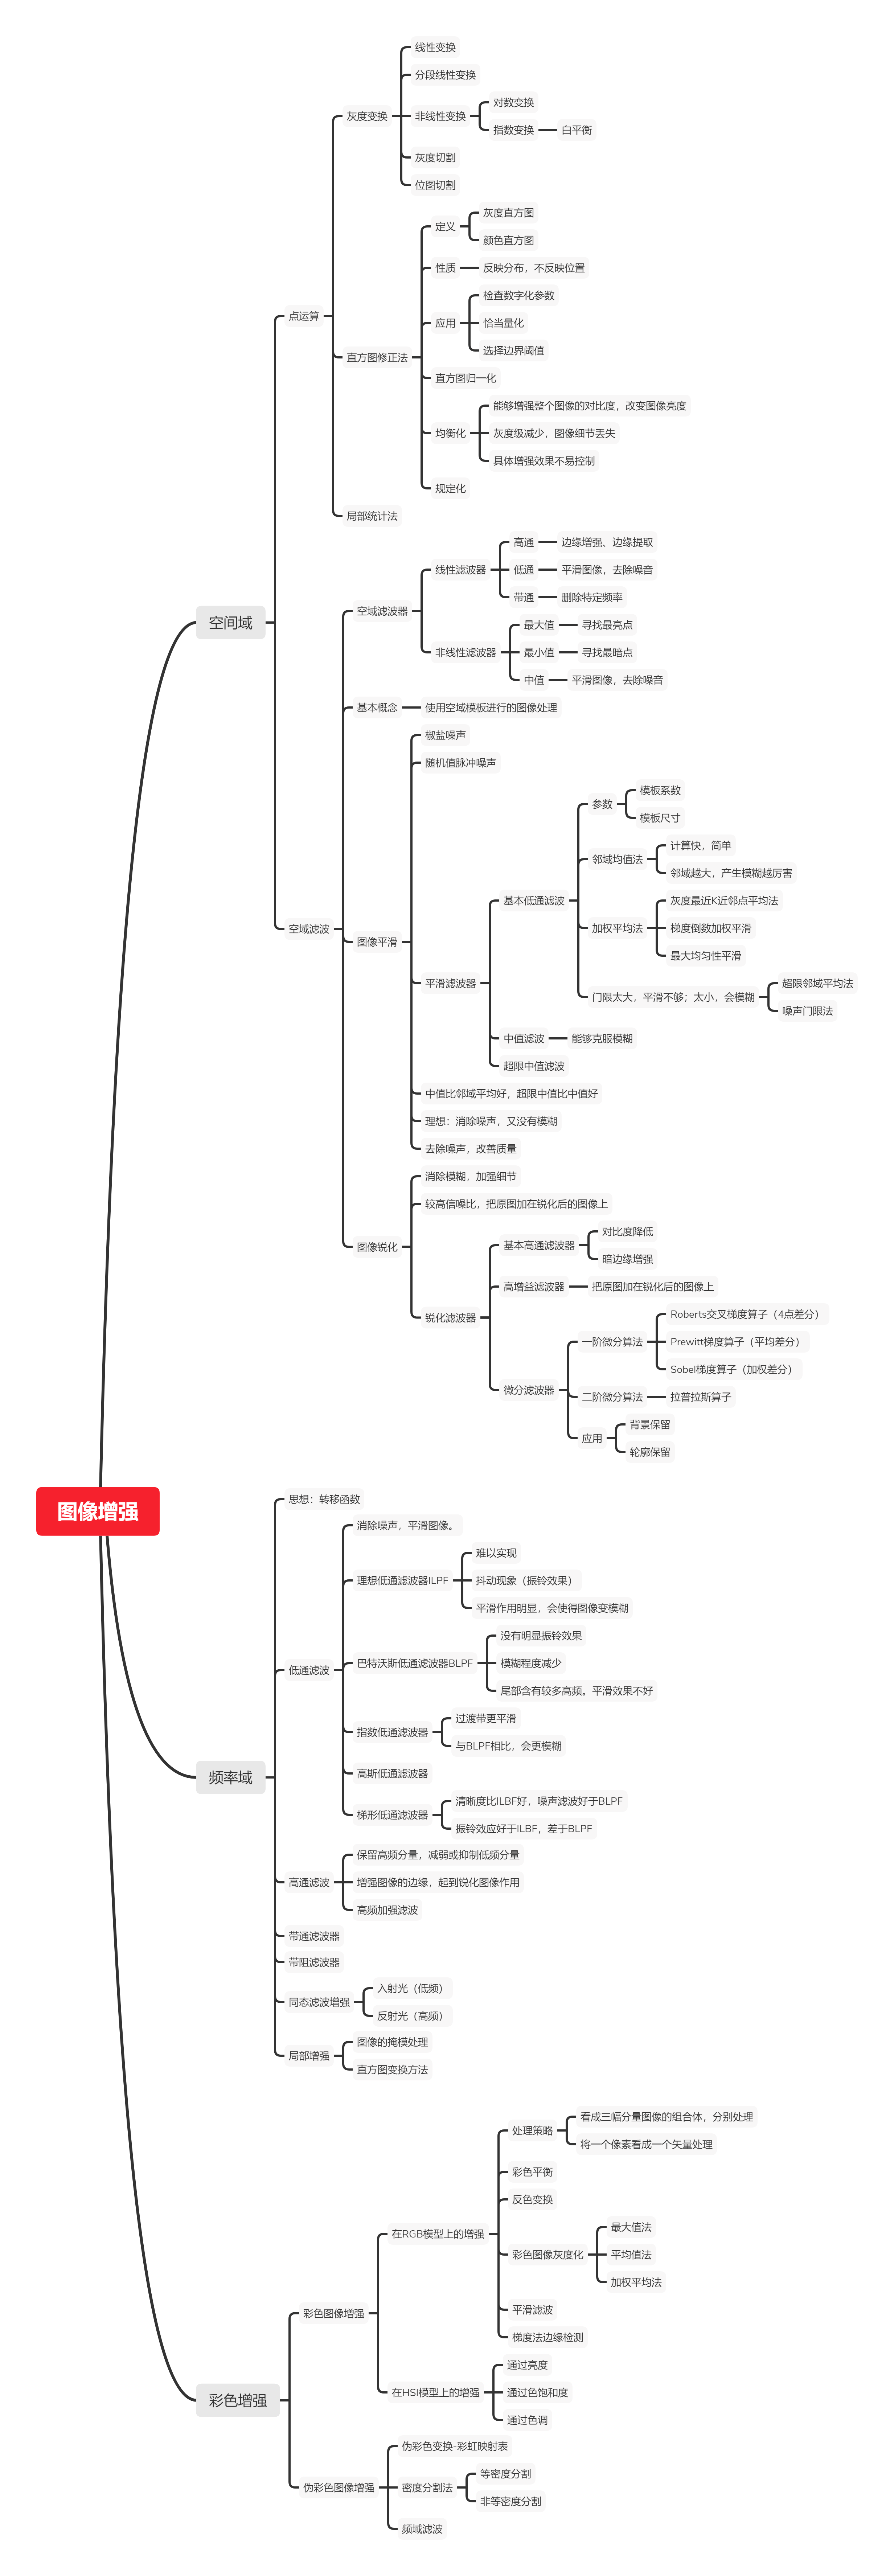 线性变换
分段线性变换
灰度变换
非线性变换
对数变换
指数变换
白平衡
灰度切割
位图切割
点运算
直方图修正法
定义
灰度直方图
颜色直方图
性质
反映分布，不反映位置
应用
检查数字化参数
恰当量化
选择边界阈值
直方图归一化
均衡化
能够增强整个图像的对比度，改变图像亮度
灰度级减少，图像细节丢失
具体增强效果不易控制
规定化
局部统计法
空间域
空域滤波
空域滤波器
线性滤波器
高通
边缘增强、边缘提取
低通
平滑图像，去除噪音
带通
删除特定频率
非线性滤波器
最大值
寻找最亮点
最小值
寻找最暗点
中值
平滑图像，去除噪音
基本概念
使用空域模板进行的图像处理
图像平滑
椒盐噪声
随机值脉冲噪声
平滑滤波器
基本低通滤波
参数
模板系数
模板尺寸
邻域均值法
计算快，简单
邻域越大，产生模糊越厉害
加权平均法
灰度最近K近邻点平均法
梯度倒数加权平滑
最大均匀性平滑
门限太大，平滑不够；太小，会模糊
超限邻域平均法
噪声门限法
中值滤波
能够克服模糊
超限中值滤波
中值比邻域平均好，超限中值比中值好
理想：消除噪声，又没有模糊
去除噪声，改善质量
图像锐化
消除模糊，加强细节
较高信噪比，把原图加在锐化后的图像上
锐化滤波器
基本高通滤波器
对比度降低
暗边缘增强
高增益滤波器
把原图加在锐化后的图像上
微分滤波器
一阶微分算法
Roberts交叉梯度算子（4点差分）
Prewitt梯度算子（平均差分）
Sobel梯度算子（加权差分）
二阶微分算法
拉普拉斯算子
应用
背景保留
轮廓保留
图像增强
频率域
思想：转移函数
低通滤波
消除噪声，平滑图像。
理想低通滤波器ILPF
难以实现
抖动现象（振铃效果）
平滑作用明显，会使得图像变模糊
巴特沃斯低通滤波器BLPF
没有明显振铃效果
模糊程度减少
尾部含有较多高频。平滑效果不好
指数低通滤波器
过渡带更平滑
与BLPF相比，会更模糊
高斯低通滤波器
梯形低通滤波器
清晰度比ILBF好，噪声滤波好于BLPF
振铃效应好于ILBF，差于BLPF
高通滤波
保留高频分量，减弱或抑制低频分量
增强图像的边缘，起到锐化图像作用
高频加强滤波
带通滤波器
带阻滤波器
同态滤波增强
入射光（低频）
反射光（高频）
局部增强
图像的掩模处理
直方图变换方法
彩色增强
彩色图像增强
在RGB模型上的增强
处理策略
看成三幅分量图像的组合体，分别处理
将一个像素看成一个矢量处理
彩色平衡
反色变换
彩色图像灰度化
最大值法
平均值法
加权平均法
平滑滤波
梯度法边缘检测
在HSI模型上的增强
通过亮度
通过色饱和度
通过色调
伪彩色图像增强
伪彩色变换-彩虹映射表
密度分割法
等密度分割
非等密度分割
频域滤波